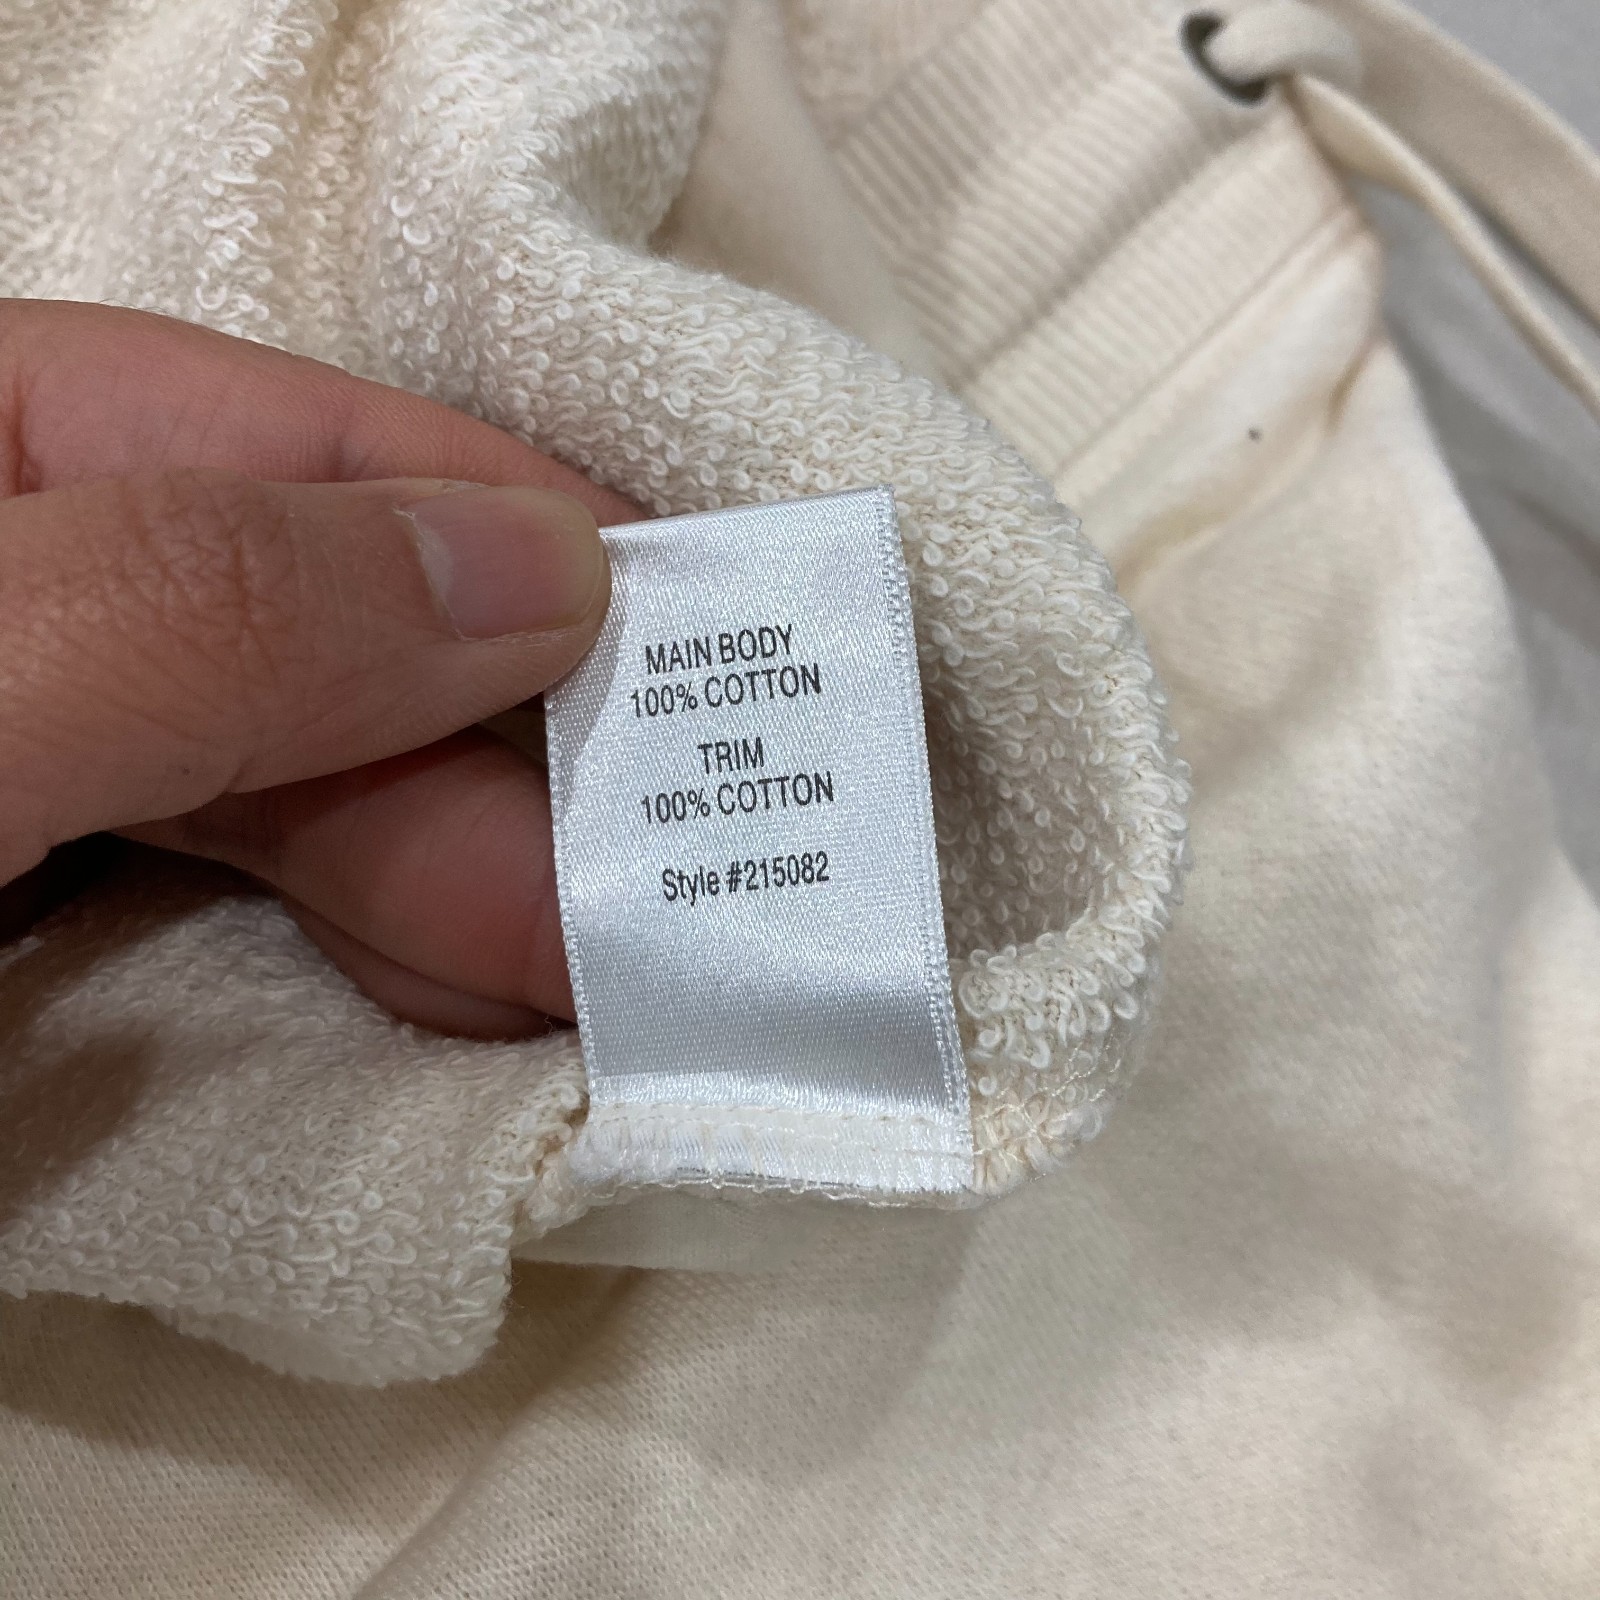 MAIN BODY
100% COTTON
TRIM
100% COTTON
Style #215082